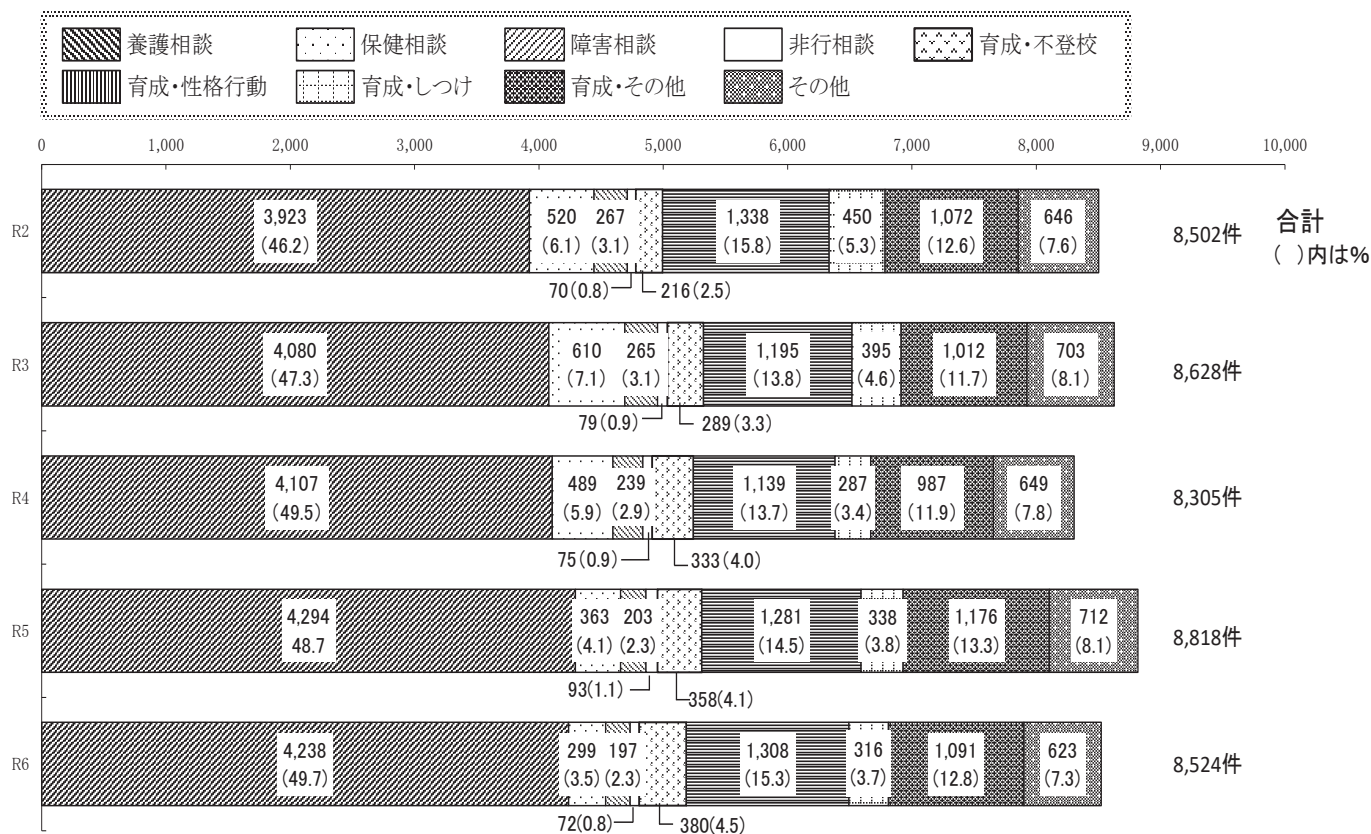 養護相談 保健相談 障害相談 非行相談 育成・不登校
育成・性格行動 育成・しつけ 育成・その他 その他
0 1,000 2,000 3,000 4,000 5,000 6,000 7,000 8,000 9,000 10,000
R2
3,923 520 267 1,338 450 1,072 646
(46.2) (6.1) (3.1) (15.8) (5.3) (12.6) (7.6)
70(0.8) 216(2.5)
8,502件
合計
( )内は%
R3
4,080 610 265 1,195 395 1,012 703
(47.3) (7.1) (3.1) (13.8) (4.6) (11.7) (8.1)
79(0.9) 289(3.3)
8,628件
R4
4,107 489 239 1,139 287 987 649
(49.5) (5.9) (2.9) (13.7) (3.4) (11.9) (7.8)
75(0.9) 333(4.0)
8,305件
R5
4,294 363 203 1,281 338 1,176 712
48.7 (4.1) (2.3) (14.5) (3.8) (13.3) (8.1)
93(1.1) 358(4.1)
8,818件
R6
4,238 299 197 1,308 316 1,091 623
(49.7) (3.5) (2.3) (15.3) (3.7) (12.8) (7.3)
72(0.8) 380(4.5)
8,524件